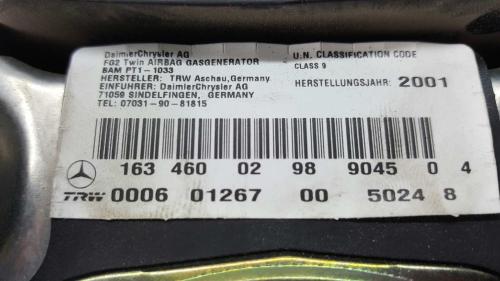 DaimlerChrysler AG
FG2 Twin AIRBAG GASGENERATOR
BAM PT1-1033
HERSTELLER: TRW Aschau, Germany
EINFÜHRER: DaimlerChrysler AG
71059 SINDELFINGEN, GERMANY
TEL: 07031-90-81815
U.N. CLASSIFICATION CODE
CLASS 9
HERSTELLUNGSJAHR: 2001
163 460 02 98 9045 0 4
TRW 0006 01267 00 5024 8